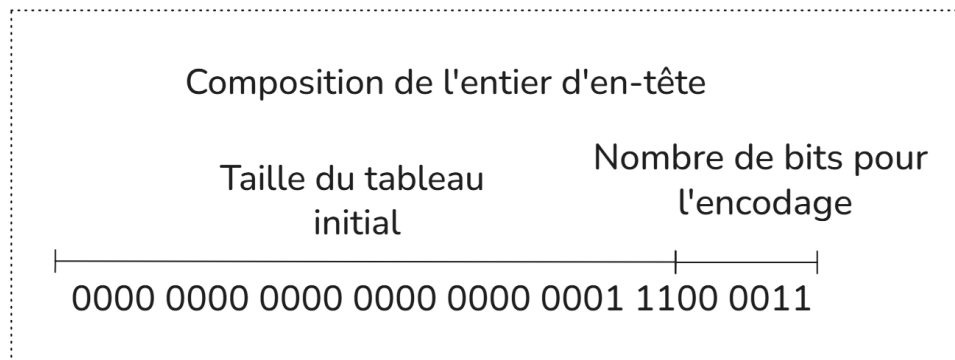 Composition de l'entier d'en-tête
Taille du tableau
initial
Nombre de bits pour
l'encodage
0000 0000 0000 0000 0000 0001 1100 0011